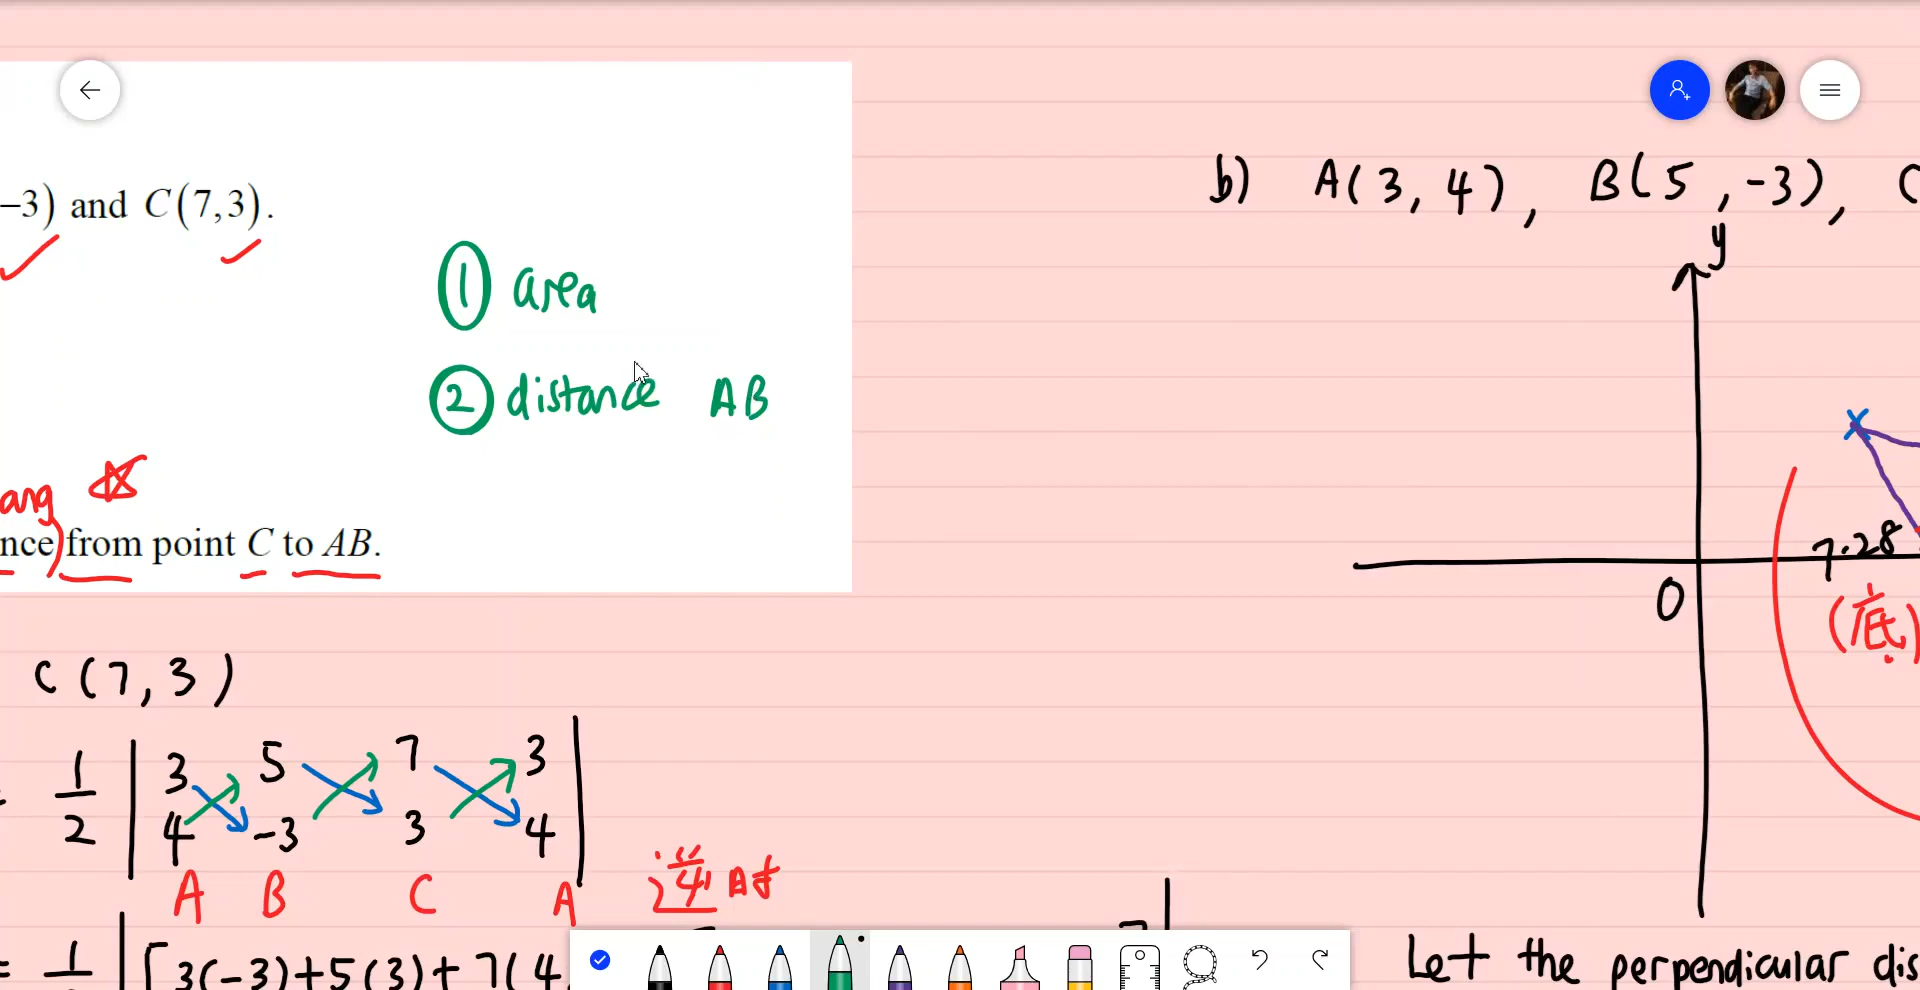 −3) and C(7,3).
① area
② distance AB
ang
nce from point C to AB.
C (7, 3)
1/2 | 3 5 7 3
4 -3 3 4 |
A B C A
1/2 | [3(-3)+5(3)+7(4
b) A(3, 4), B(5, -3), C
y
7.28
(底)
0
Let the perpendicular dis